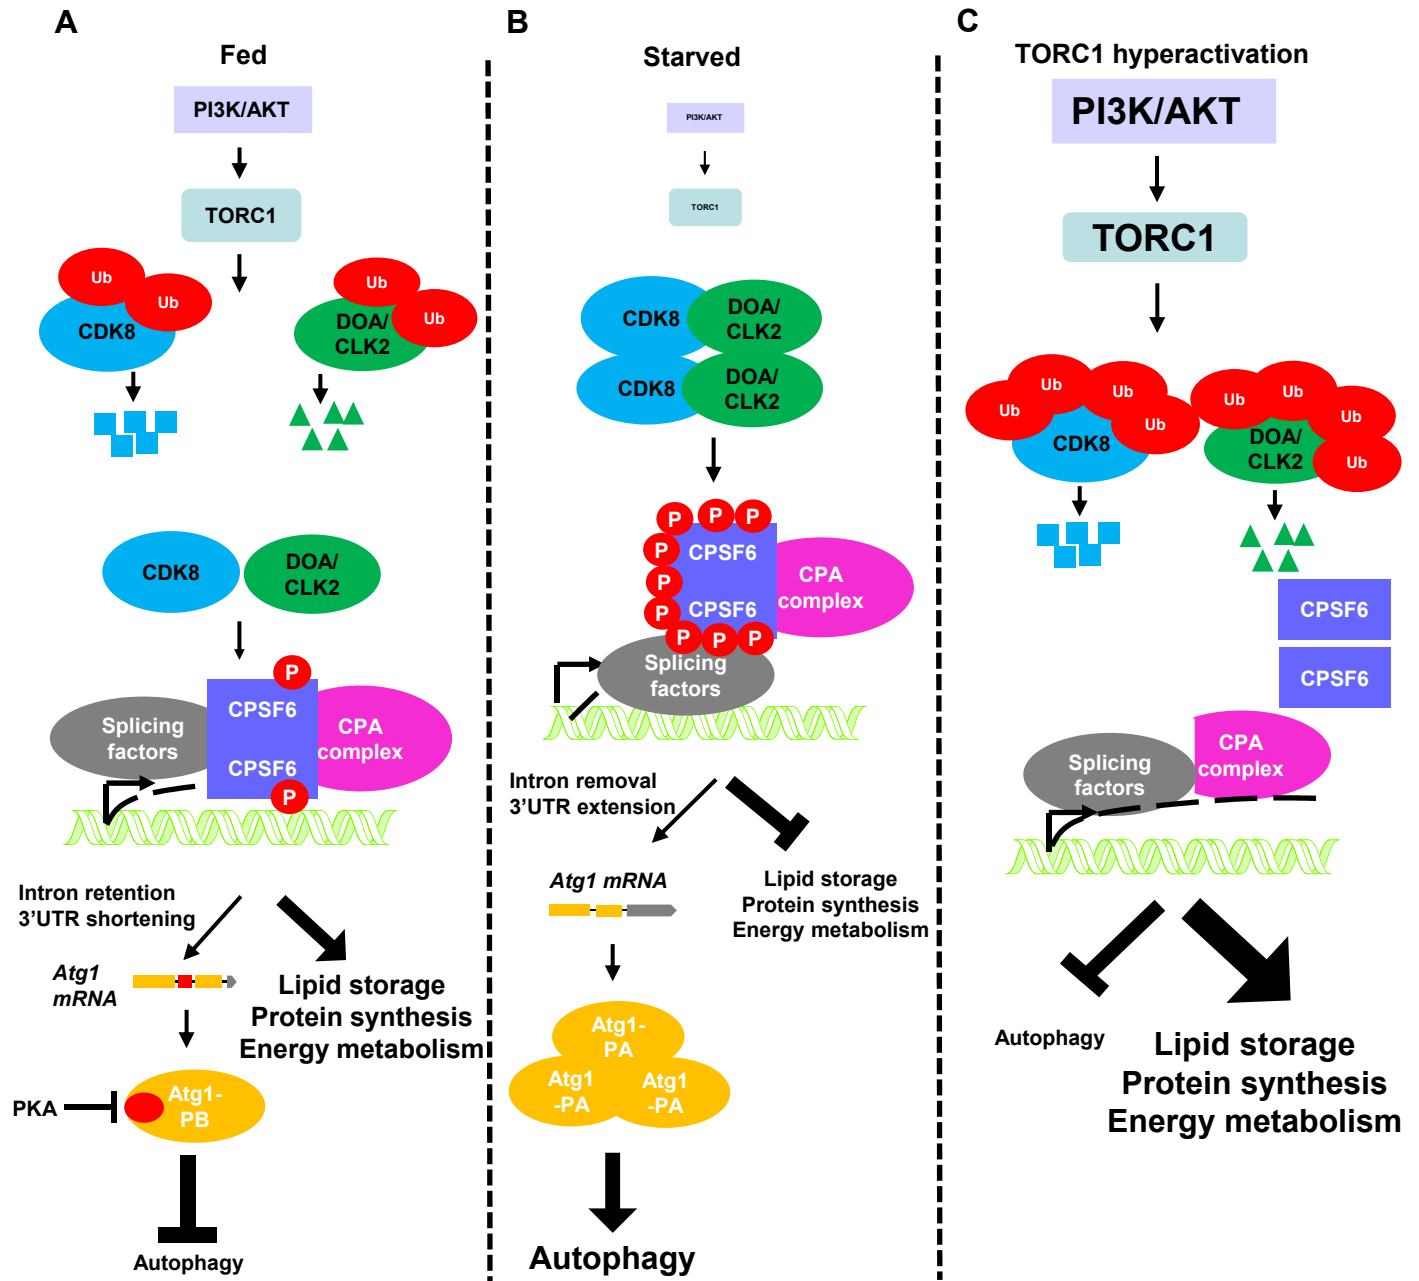 A
Fed
PI3K/AKT
TORC1
Ub
Ub
CDK8
Ub
Ub
DOA/
CLK2
CDK8
DOA/
CLK2
P
CPSF6
CPSF6
P
Splicing
factors
CPA
complex
Intron retention
3'UTR shortening
Atg1
mRNA
Lipid storage
Protein synthesis
Energy metabolism
PKA
Atg1-
PB
Autophagy
B
Starved
PI3K/AKT
TORC1
CDK8
DOA/
CLK2
CDK8
DOA/
CLK2
P
P
P
P
P
P
P
P
P
CPSF6
CPSF6
CPA
complex
Splicing
factors
Intron removal
3'UTR extension
Atg1 mRNA
Lipid storage
Protein synthesis
Energy metabolism
Atg1-
PA
Atg1
-PA
Atg1
-PA
Autophagy
C
TORC1 hyperactivation
PI3K/AKT
TORC1
Ub
Ub
Ub
Ub
CDK8
Ub
Ub
Ub
Ub
DOA/
CLK2
CPSF6
CPSF6
Splicing
factors
CPA
complex
Autophagy
Lipid storage
Protein synthesis
Energy metabolism